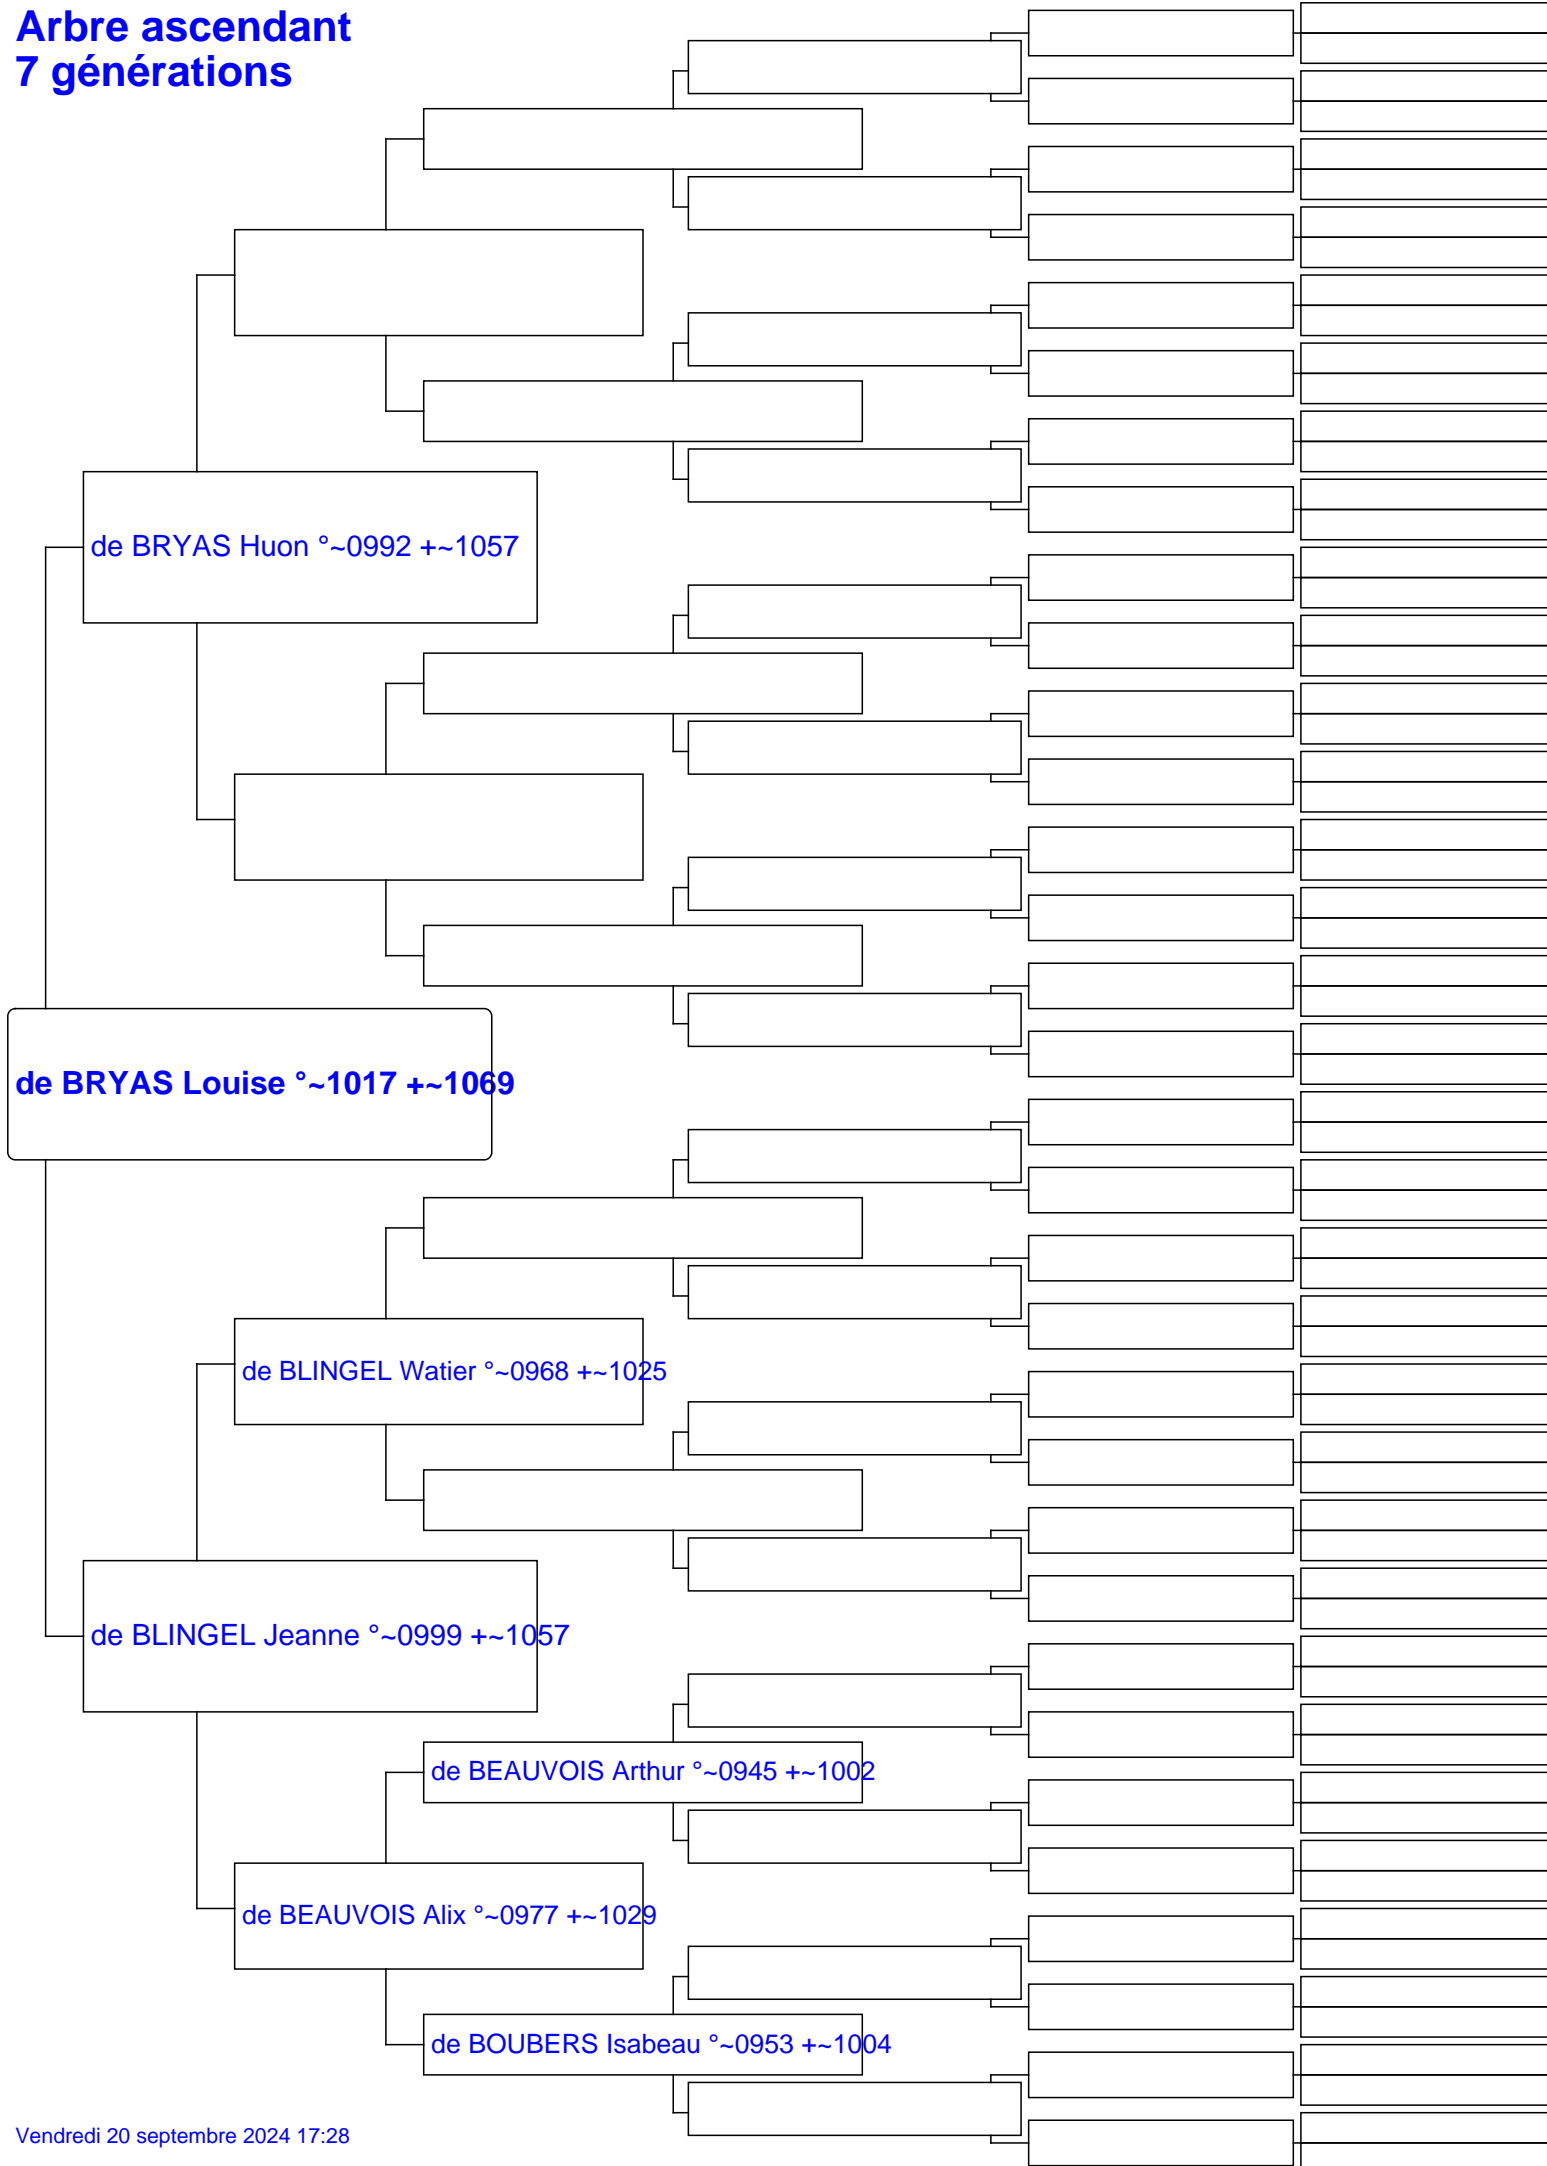 Arbre ascendant
7 générations
de BRYAS Huon °~0992 +~1057
de BRYAS Louise °~1017 +~1069
de BLINGEL Watier °~0968 +~1025
de BLINGEL Jeanne °~0999 +~1057
de BEAUVOIS Arthur °~0945 +~1002
de BEAUVOIS Alix °~0977 +~1029
de BOUBERS Isabeau °~0953 +~1004
Vendredi 20 septembre 2024 17:28